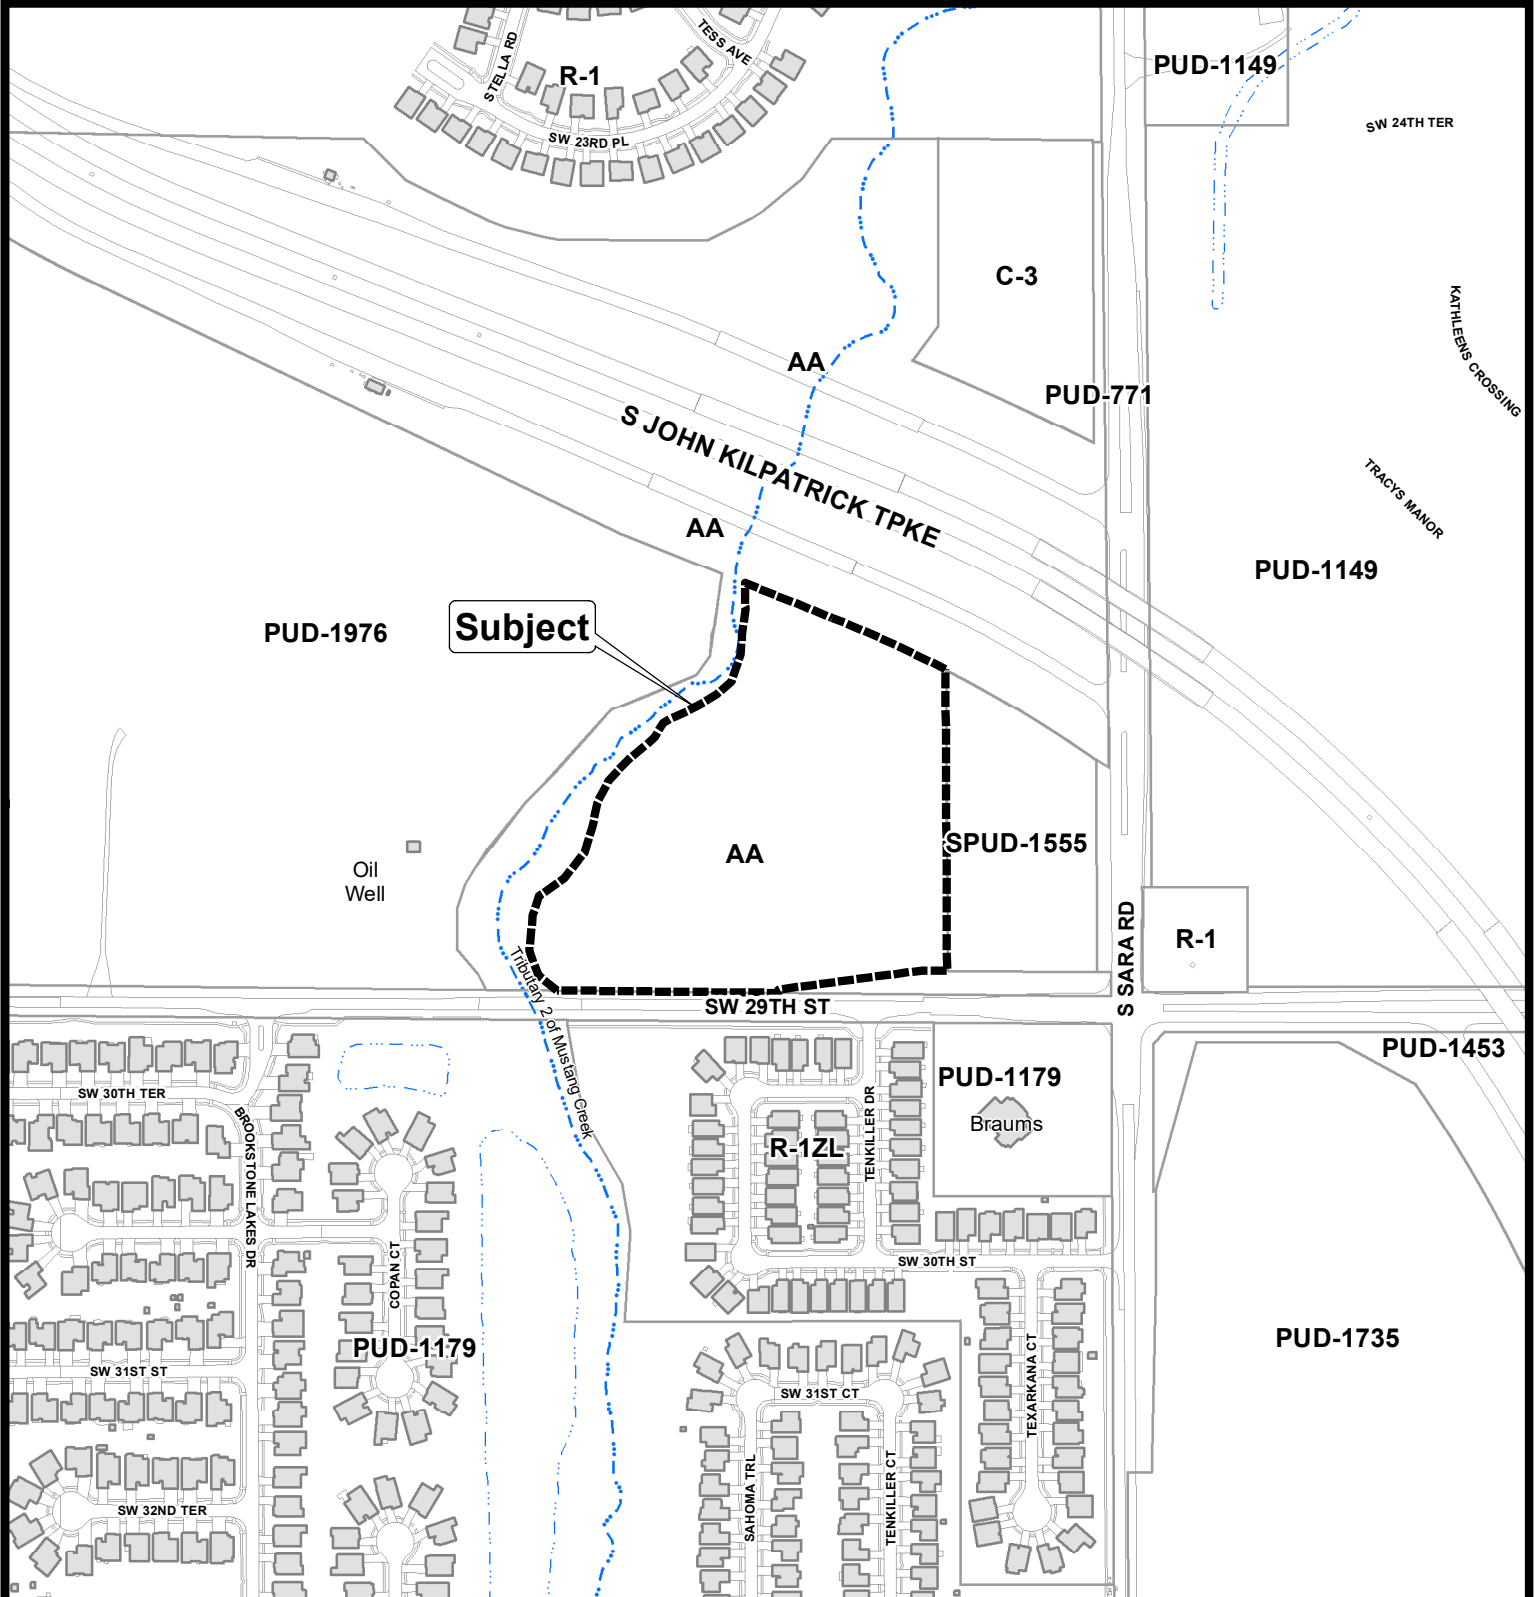 TESS AVE
STELLA RD
R-1
PUD-1149
SW 24TH TER
SW 23RD PL
C-3
KATHLEENS CROSSING
AA
PUD-771
S JOHN KILPATRICK TPKE
TRACYS MANOR
AA
PUD-1149
Subject
PUD-1976
SPUD-1555
AA
Oil
Well
S SARA RD
R-1
Tributary 2 of Mustang Creek
SW 29TH ST
PUD-1453
PUD-1179
SW 30TH TER
BROOKSTONE LAKES DR
TENKILLER DR
Braums
R-1ZL
COPAN CT
SW 30TH ST
PUD-1179
PUD-1735
SW 31ST ST
SW 31ST CT
TEXARKANA CT
SAHOMA TRL
TENKILLER CT
SW 32ND TER